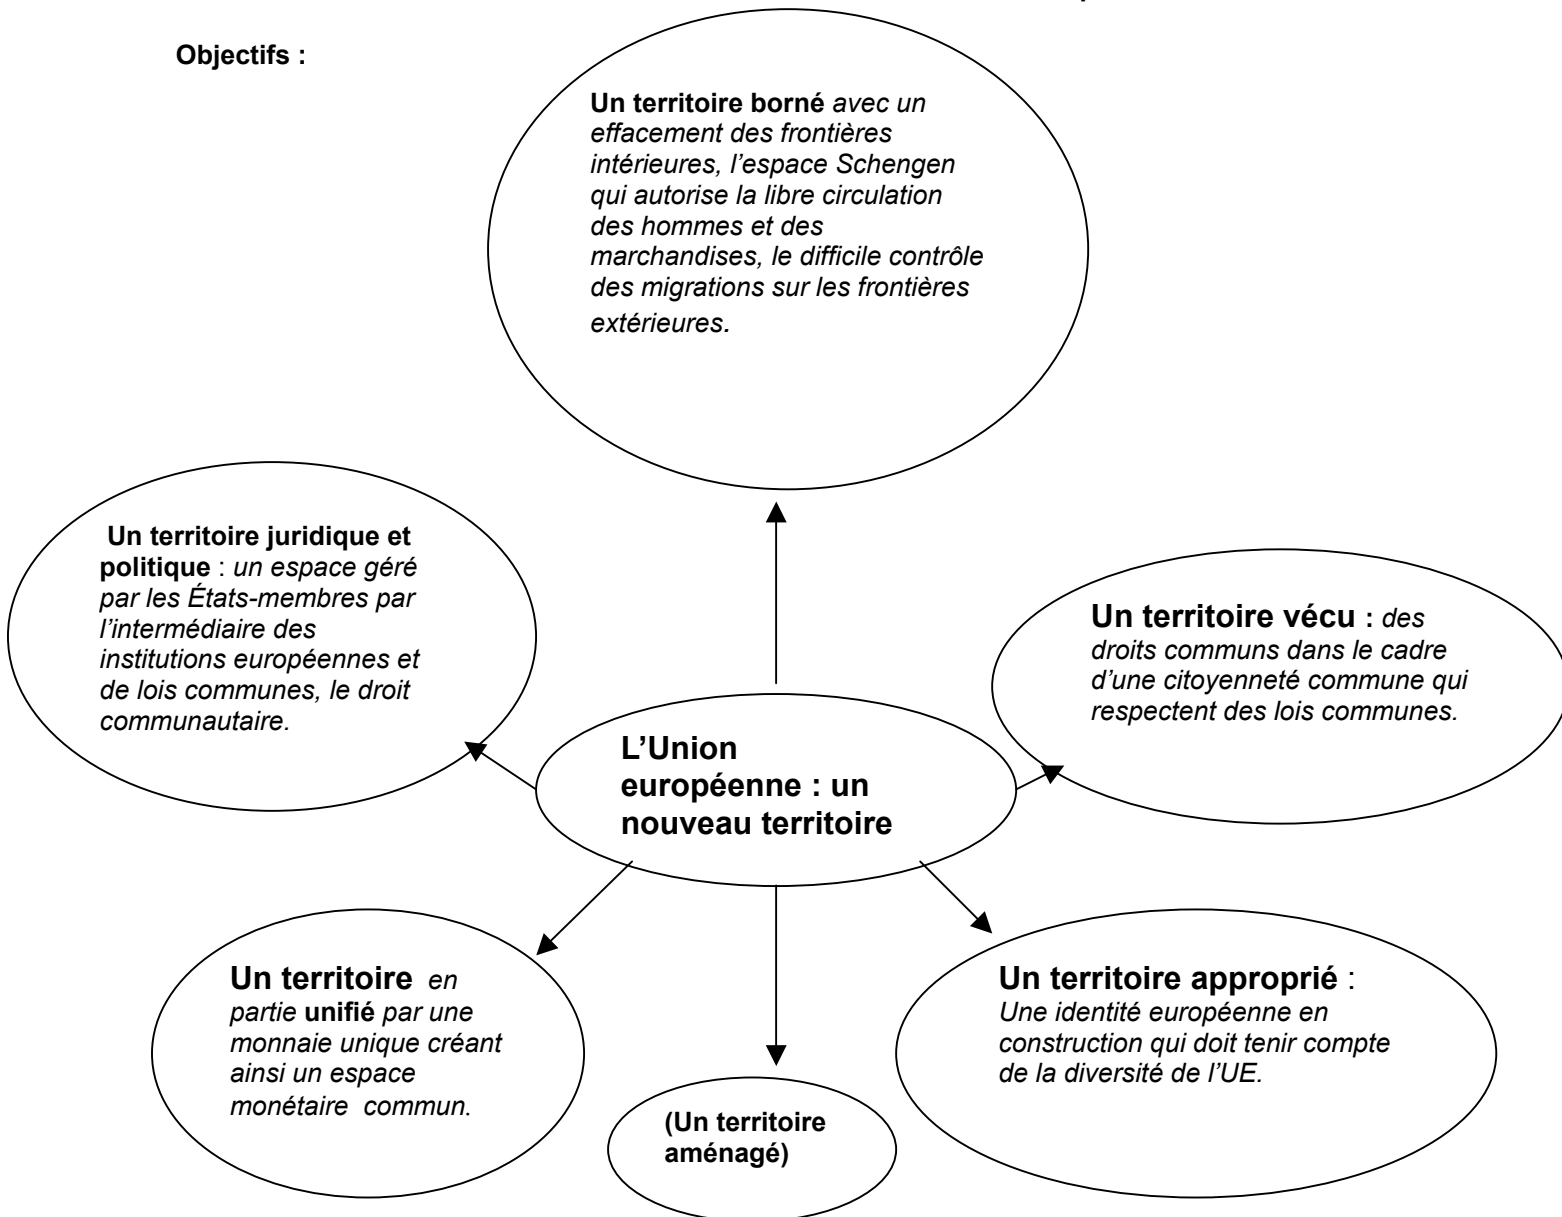 Objectifs :
Un territoire borné avec un
effacement des frontières
intérieures, l’espace Schengen
qui autorise la libre circulation
des hommes et des
marchandises, le difficile contrôle
des migrations sur les frontières
extérieures.
Un territoire juridique et
politique : un espace géré
par les États-membres par
l’intermédiaire des
institutions européennes et
de lois communes, le droit
communautaire.
Un territoire vécu : des
droits communs dans le cadre
d’une citoyenneté commune qui
respectent des lois communes.
L’Union
européenne : un
nouveau territoire
Un territoire en
partie unifié par une
monnaie unique créant
ainsi un espace
monétaire commun.
(Un territoire
aménagé)
Un territoire approprié :
Une identité européenne en
construction qui doit tenir compte
de la diversité de l’UE.